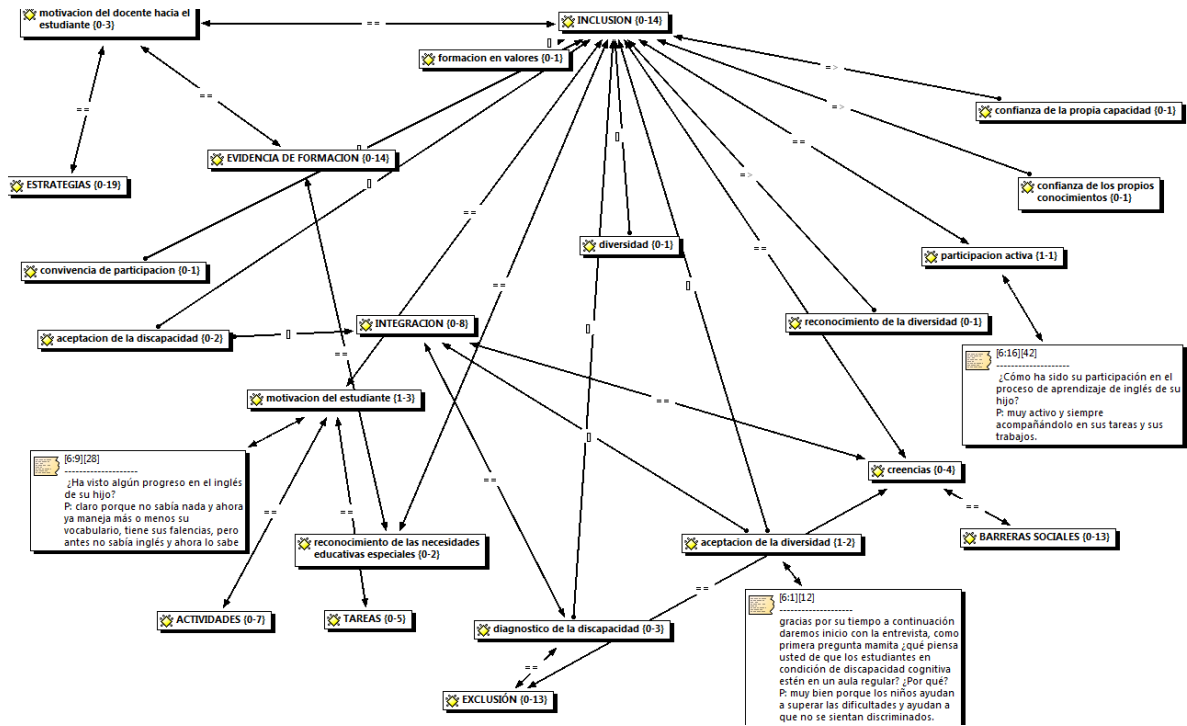 motivacion del docente hacia el
estudiante {0-3}
==
INCLUSION {0-14}
[]
formacion en valores {0-1}
=>
confianza de la propia capacidad {0-1}
==
==
[]
=>
==
[]
EVIDENCIA DE FORMACION {0-14}
[]
=>
ESTRATEGIAS {0-19}
confianza de los propios
conocimientos {0-1}
==
diversidad {0-1}
==
participacion activa {1-1}
convivencia de participacion {0-1}
==
[]
INTEGRACION {0-8}
reconocimiento de la diversidad {0-1}
aceptacion de la discapacidad {0-2}
[]
[]
==
[6:16][42]
---------------------
¿Cómo ha sido su participación en el
proceso de aprendizaje de inglés de su
hijo?
P: muy activo y siempre
acompañándolo en sus tareas y sus
trabajos.
motivacion del estudiante {1-3}
==
[]
[6:9][28]
---------------------
¿Ha visto algún progreso en el inglés
de su hijo?
P: claro porque no sabía nada y ahora
ya maneja más o menos su
vocabulario, tiene sus falencias, pero
antes no sabía inglés y ahora lo sabe
creencias {0-4}
==
==
==
==
reconocimiento de las necesidades
educativas especiales {0-2}
aceptacion de la diversidad {1-2}
BARRERAS SOCIALES {0-13}
==
[6:1][12]
---------------------
gracias por su tiempo a continuación
daremos inicio con la entrevista, como
primera pregunta mamita ¿qué piensa
usted de que los estudiantes en
condición de discapacidad cognitiva
estén en un aula regular? ¿Por qué?
P: muy bien porque los niños ayudan
a superar las dificultades y ayudan a
que no se sientan discriminados.
ACTIVIDADES {0-7}
TAREAS {0-5}
diagnostico de la discapacidad {0-3}
==
EXCLUSIÓN {0-13}